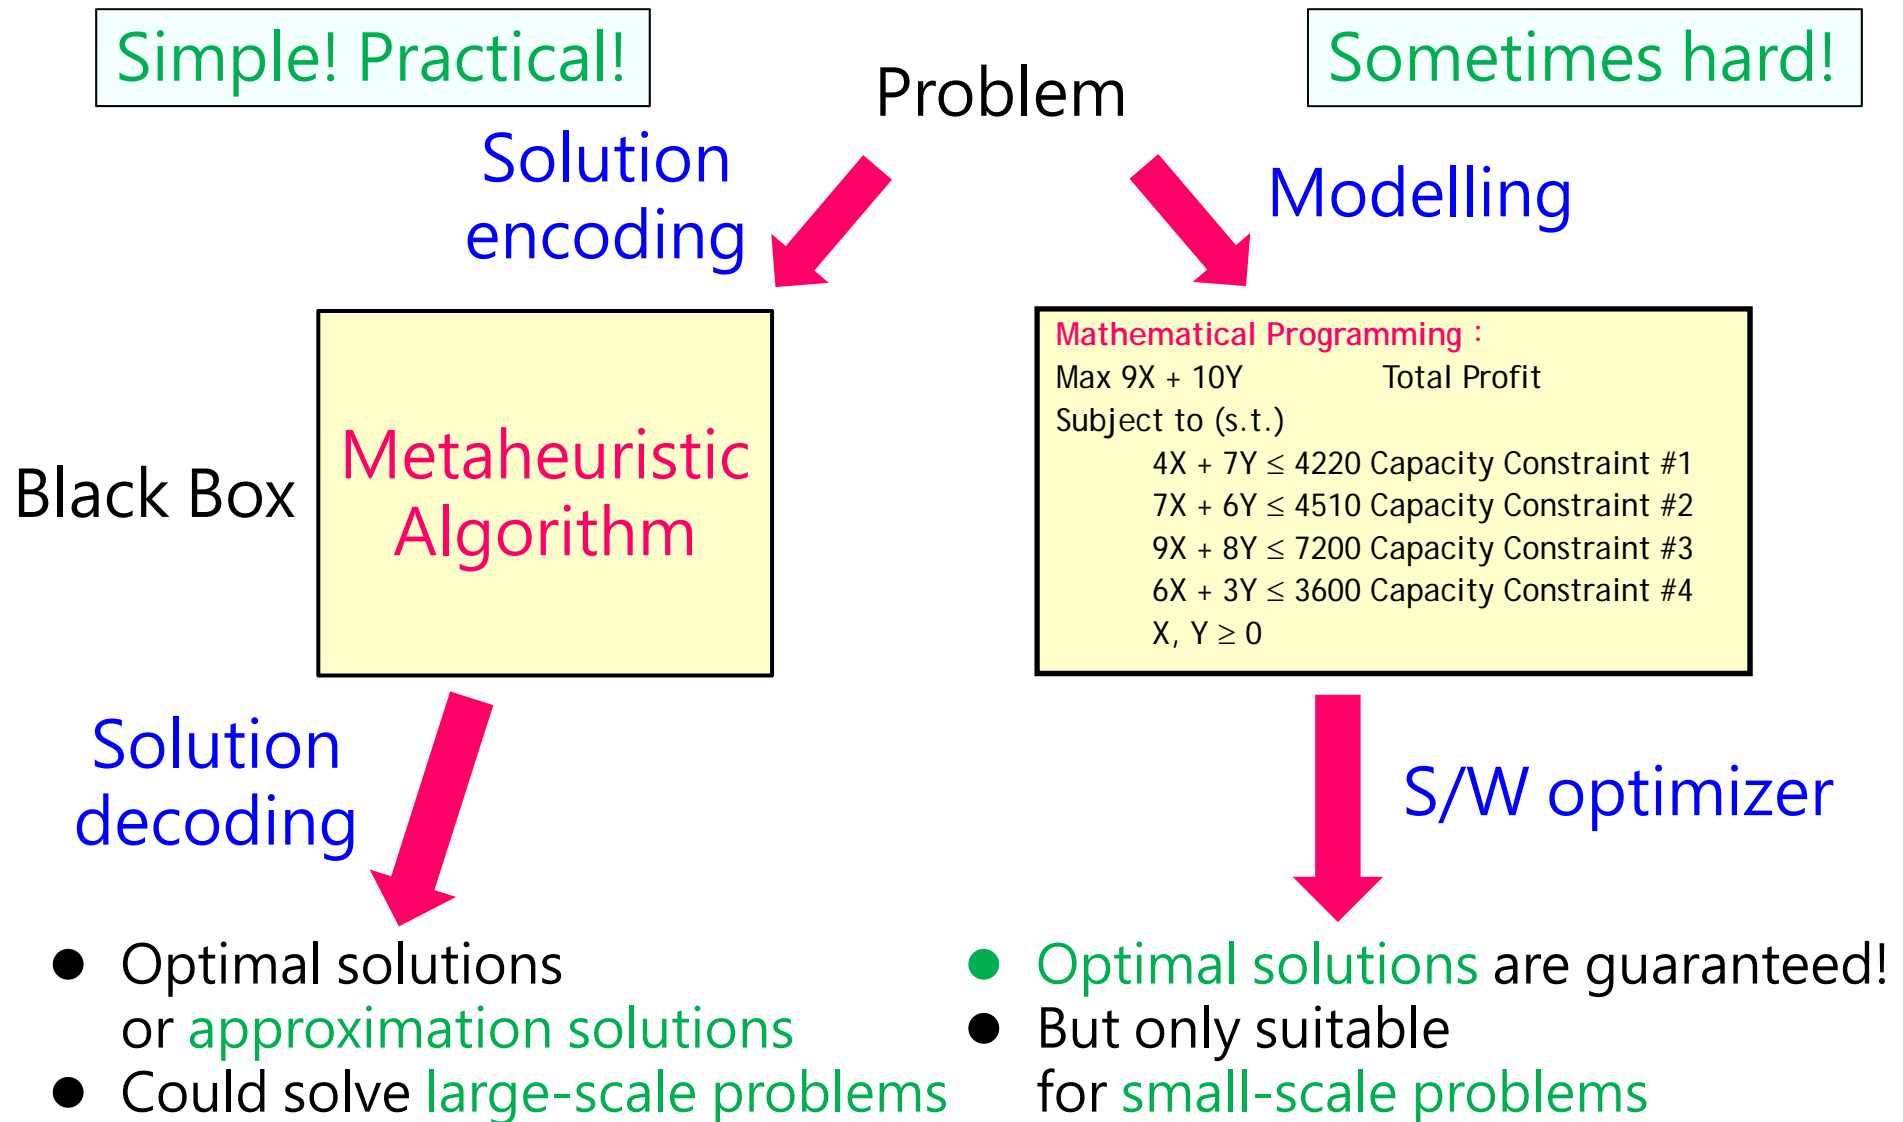 Simple! Practical!
Problem
Sometimes hard!
Solution
encoding
Modelling
Black Box
Metaheuristic
Algorithm
Mathematical Programming：
Max 9X + 10Y Total Profit
Subject to (s.t.)
4X + 7Y ≤ 4220 Capacity Constraint #1
7X + 6Y ≤ 4510 Capacity Constraint #2
9X + 8Y ≤ 7200 Capacity Constraint #3
6X + 3Y ≤ 3600 Capacity Constraint #4
X, Y ≥ 0
Solution
decoding
S/W optimizer
● Optimal solutions
or approximation solutions
● Could solve large-scale problems
● Optimal solutions are guaranteed!
● But only suitable
for small-scale problems